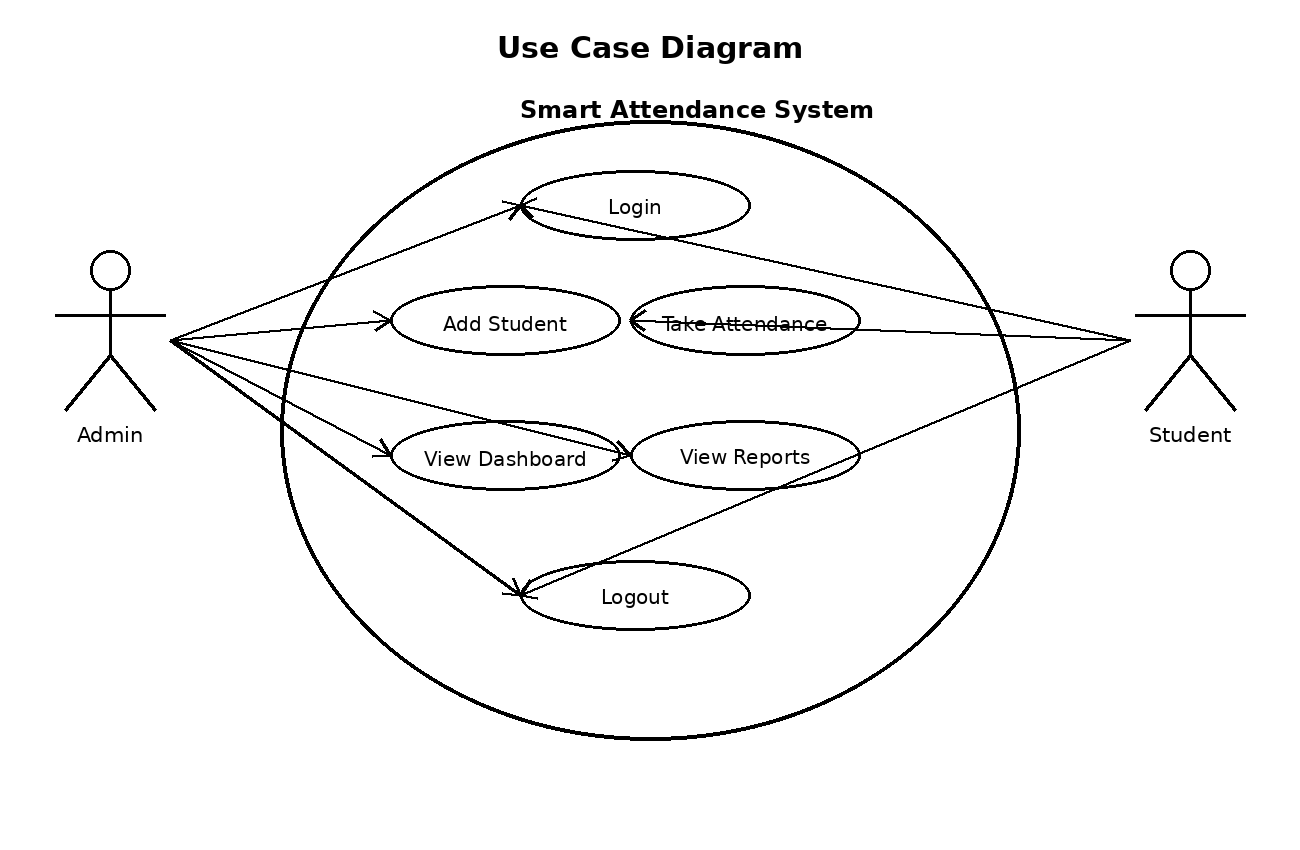 Use Case Diagram
Smart Attendance System
Login
Add Student
Take Attendance
Admin
Student
View Dashboard
View Reports
Logout